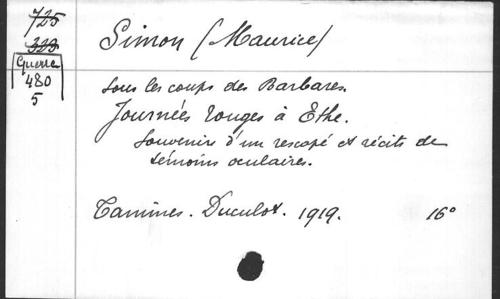 725
323
Guerre
480
5
Simon (Maurice)
Sous les coups des Barbares.
Journées rouges à Ethe.
Souvenirs d'un rescapé et récits de
témoins oculaires.
Tamines. Duculot. 1919. 16°